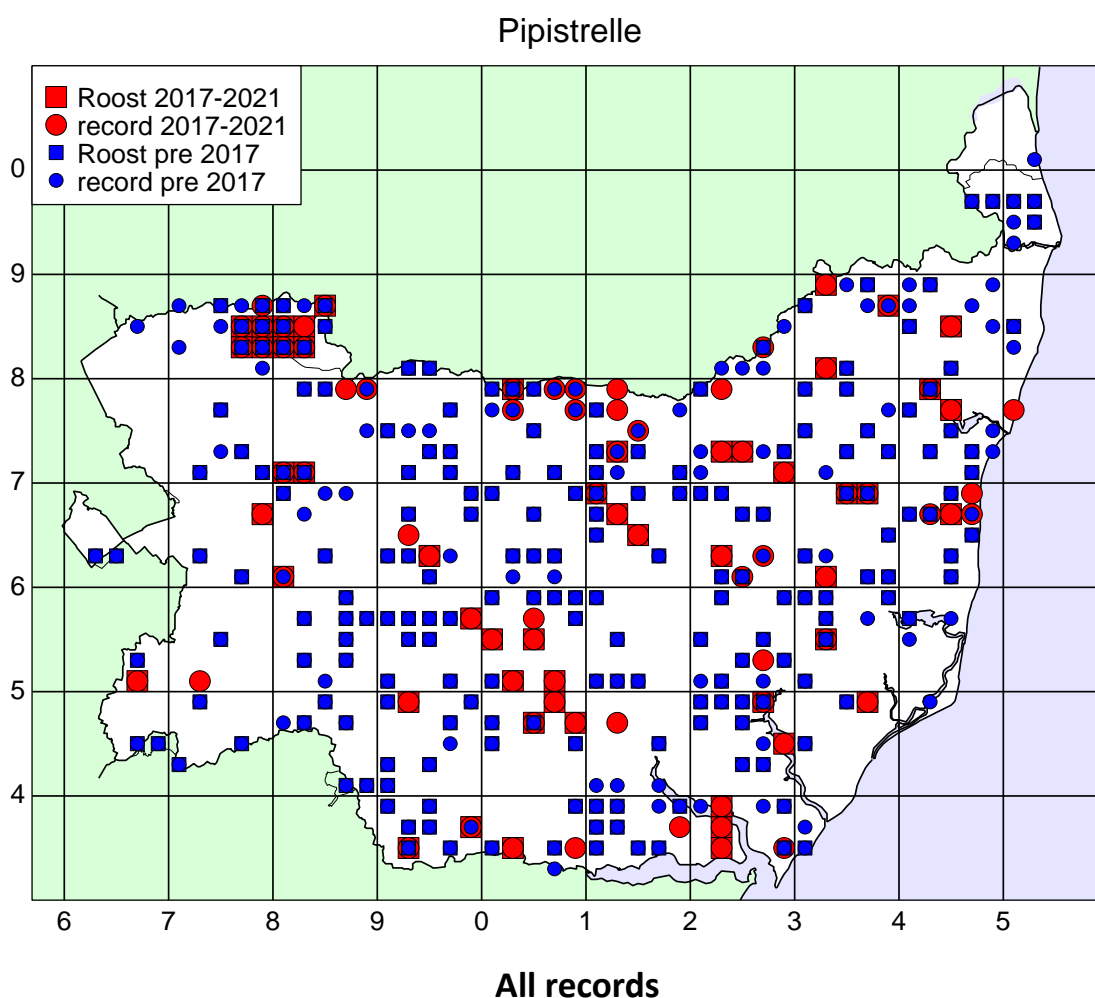 Pipistrelle
Roost 2017-2021
record 2017-2021
Roost pre 2017
record pre 2017
0
9
8
7
6
5
4
6 7 8 9 0 1 2 3 4 5
All records